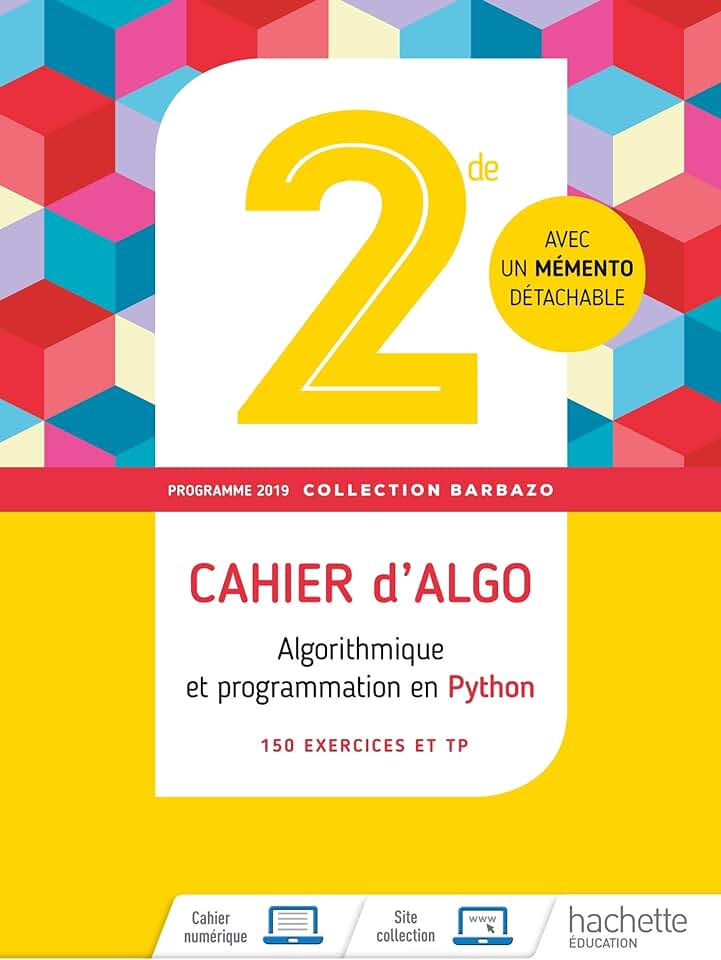 2de
AVEC
UN MÉMENTO
DÉTACHABLE
PROGRAMME 2019 COLLECTION BARBAZO
CAHIER d'ALGO
Algorithmique
et programmation en Python
150 EXERCICES ET TP
Cahier
numérique
Site
collection
www
hachette
ÉDUCATION